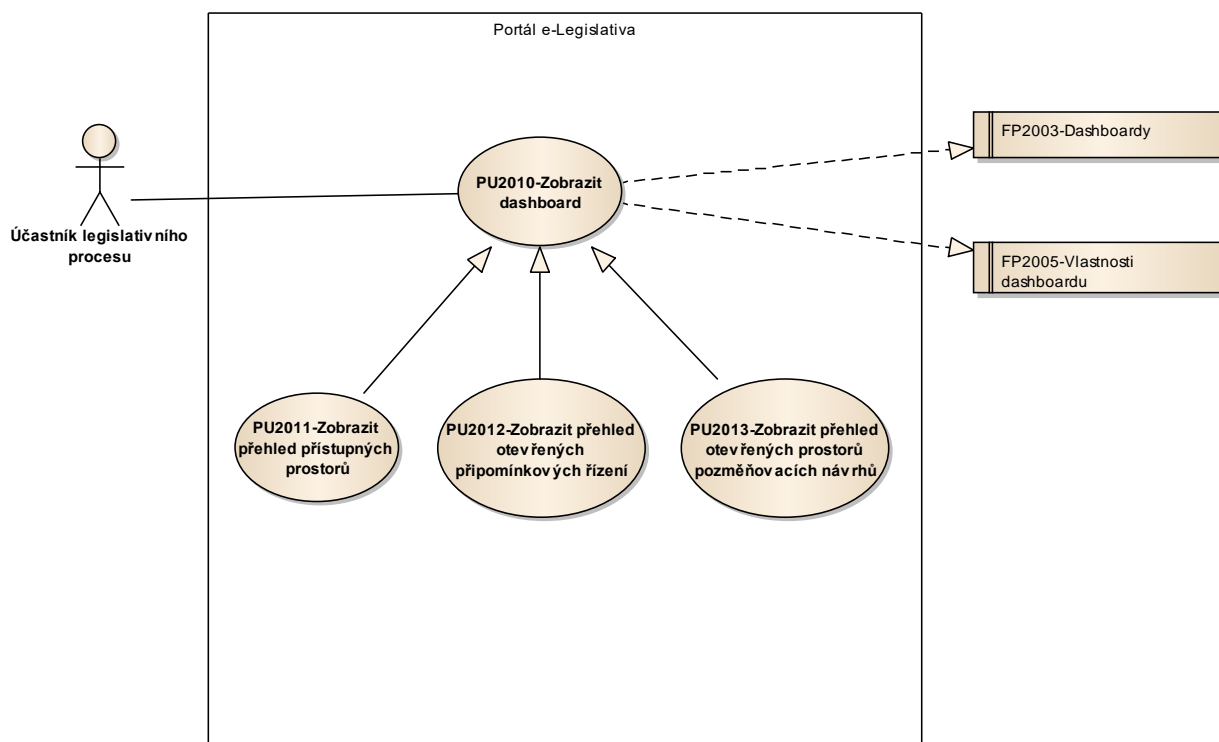 Portál e-Legislativa
FP2003-Dashboardy
PU2010-Zobrazit
dashboard
Účastník legislativního
procesu
FP2005-Vlastnosti
dashboardu
PU2011-Zobrazit
přehled přístupných
prostorů
PU2012-Zobrazit přehled
otevřených
připomínkových řízení
PU2013-Zobrazit přehled
otevřených prostorů
pozměňovacích návrhů